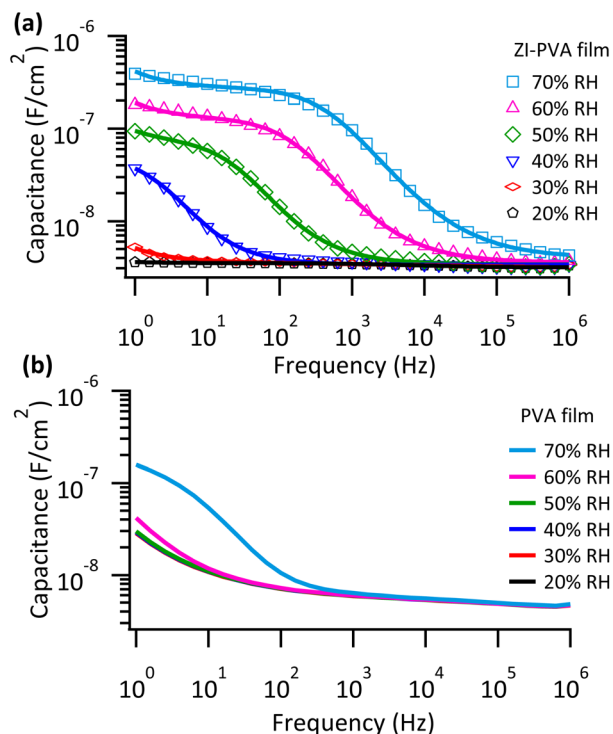 (a)
10^-6
10^-7
10^-8
Capacitance (F/cm^2)
ZI-PVA film
70% RH
60% RH
50% RH
40% RH
30% RH
20% RH
10^0 10^1 10^2 10^3 10^4 10^5 10^6
Frequency (Hz)
(b)
10^-6
10^-7
10^-8
Capacitance (F/cm^2)
PVA film
70% RH
60% RH
50% RH
40% RH
30% RH
20% RH
10^0 10^1 10^2 10^3 10^4 10^5 10^6
Frequency (Hz)